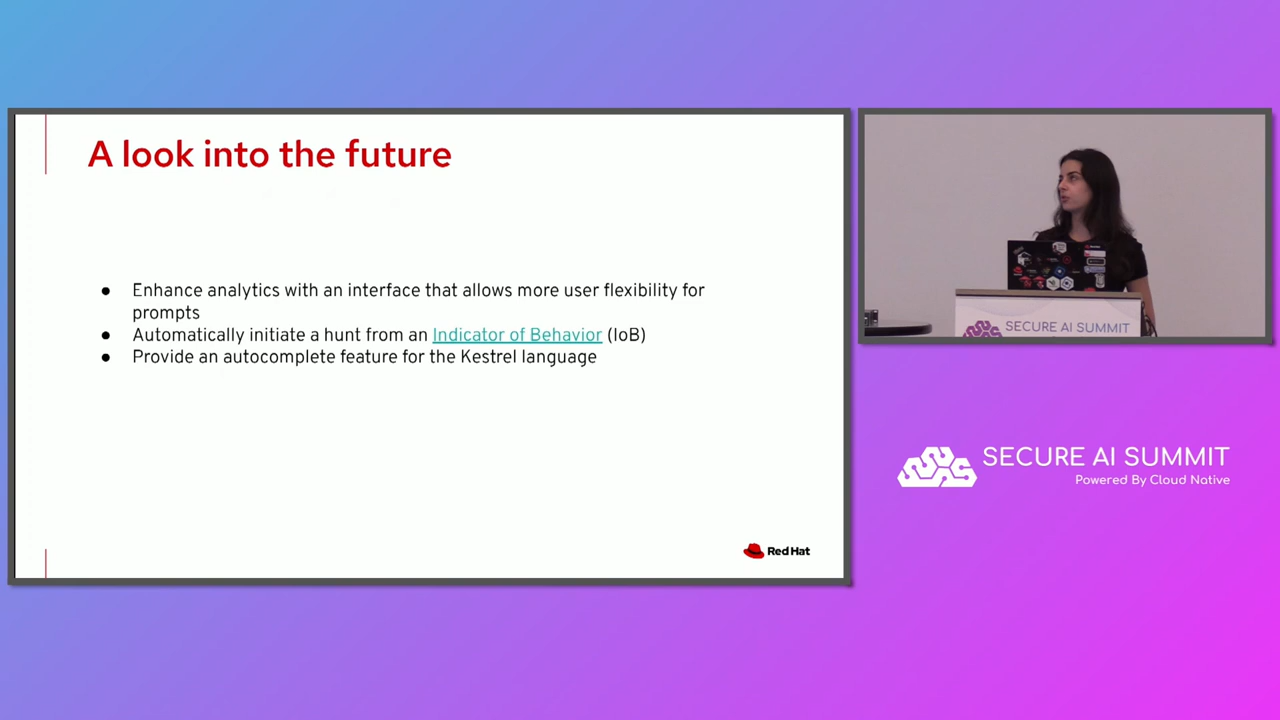 A look into the future
● Enhance analytics with an interface that allows more user flexibility for
prompts
● Automatically initiate a hunt from an Indicator of Behavior (IoB)
● Provide an autocomplete feature for the Kestrel language
Red Hat
SECURE AI SUMMIT
SECURE AI SUMMIT
Powered By Cloud Native